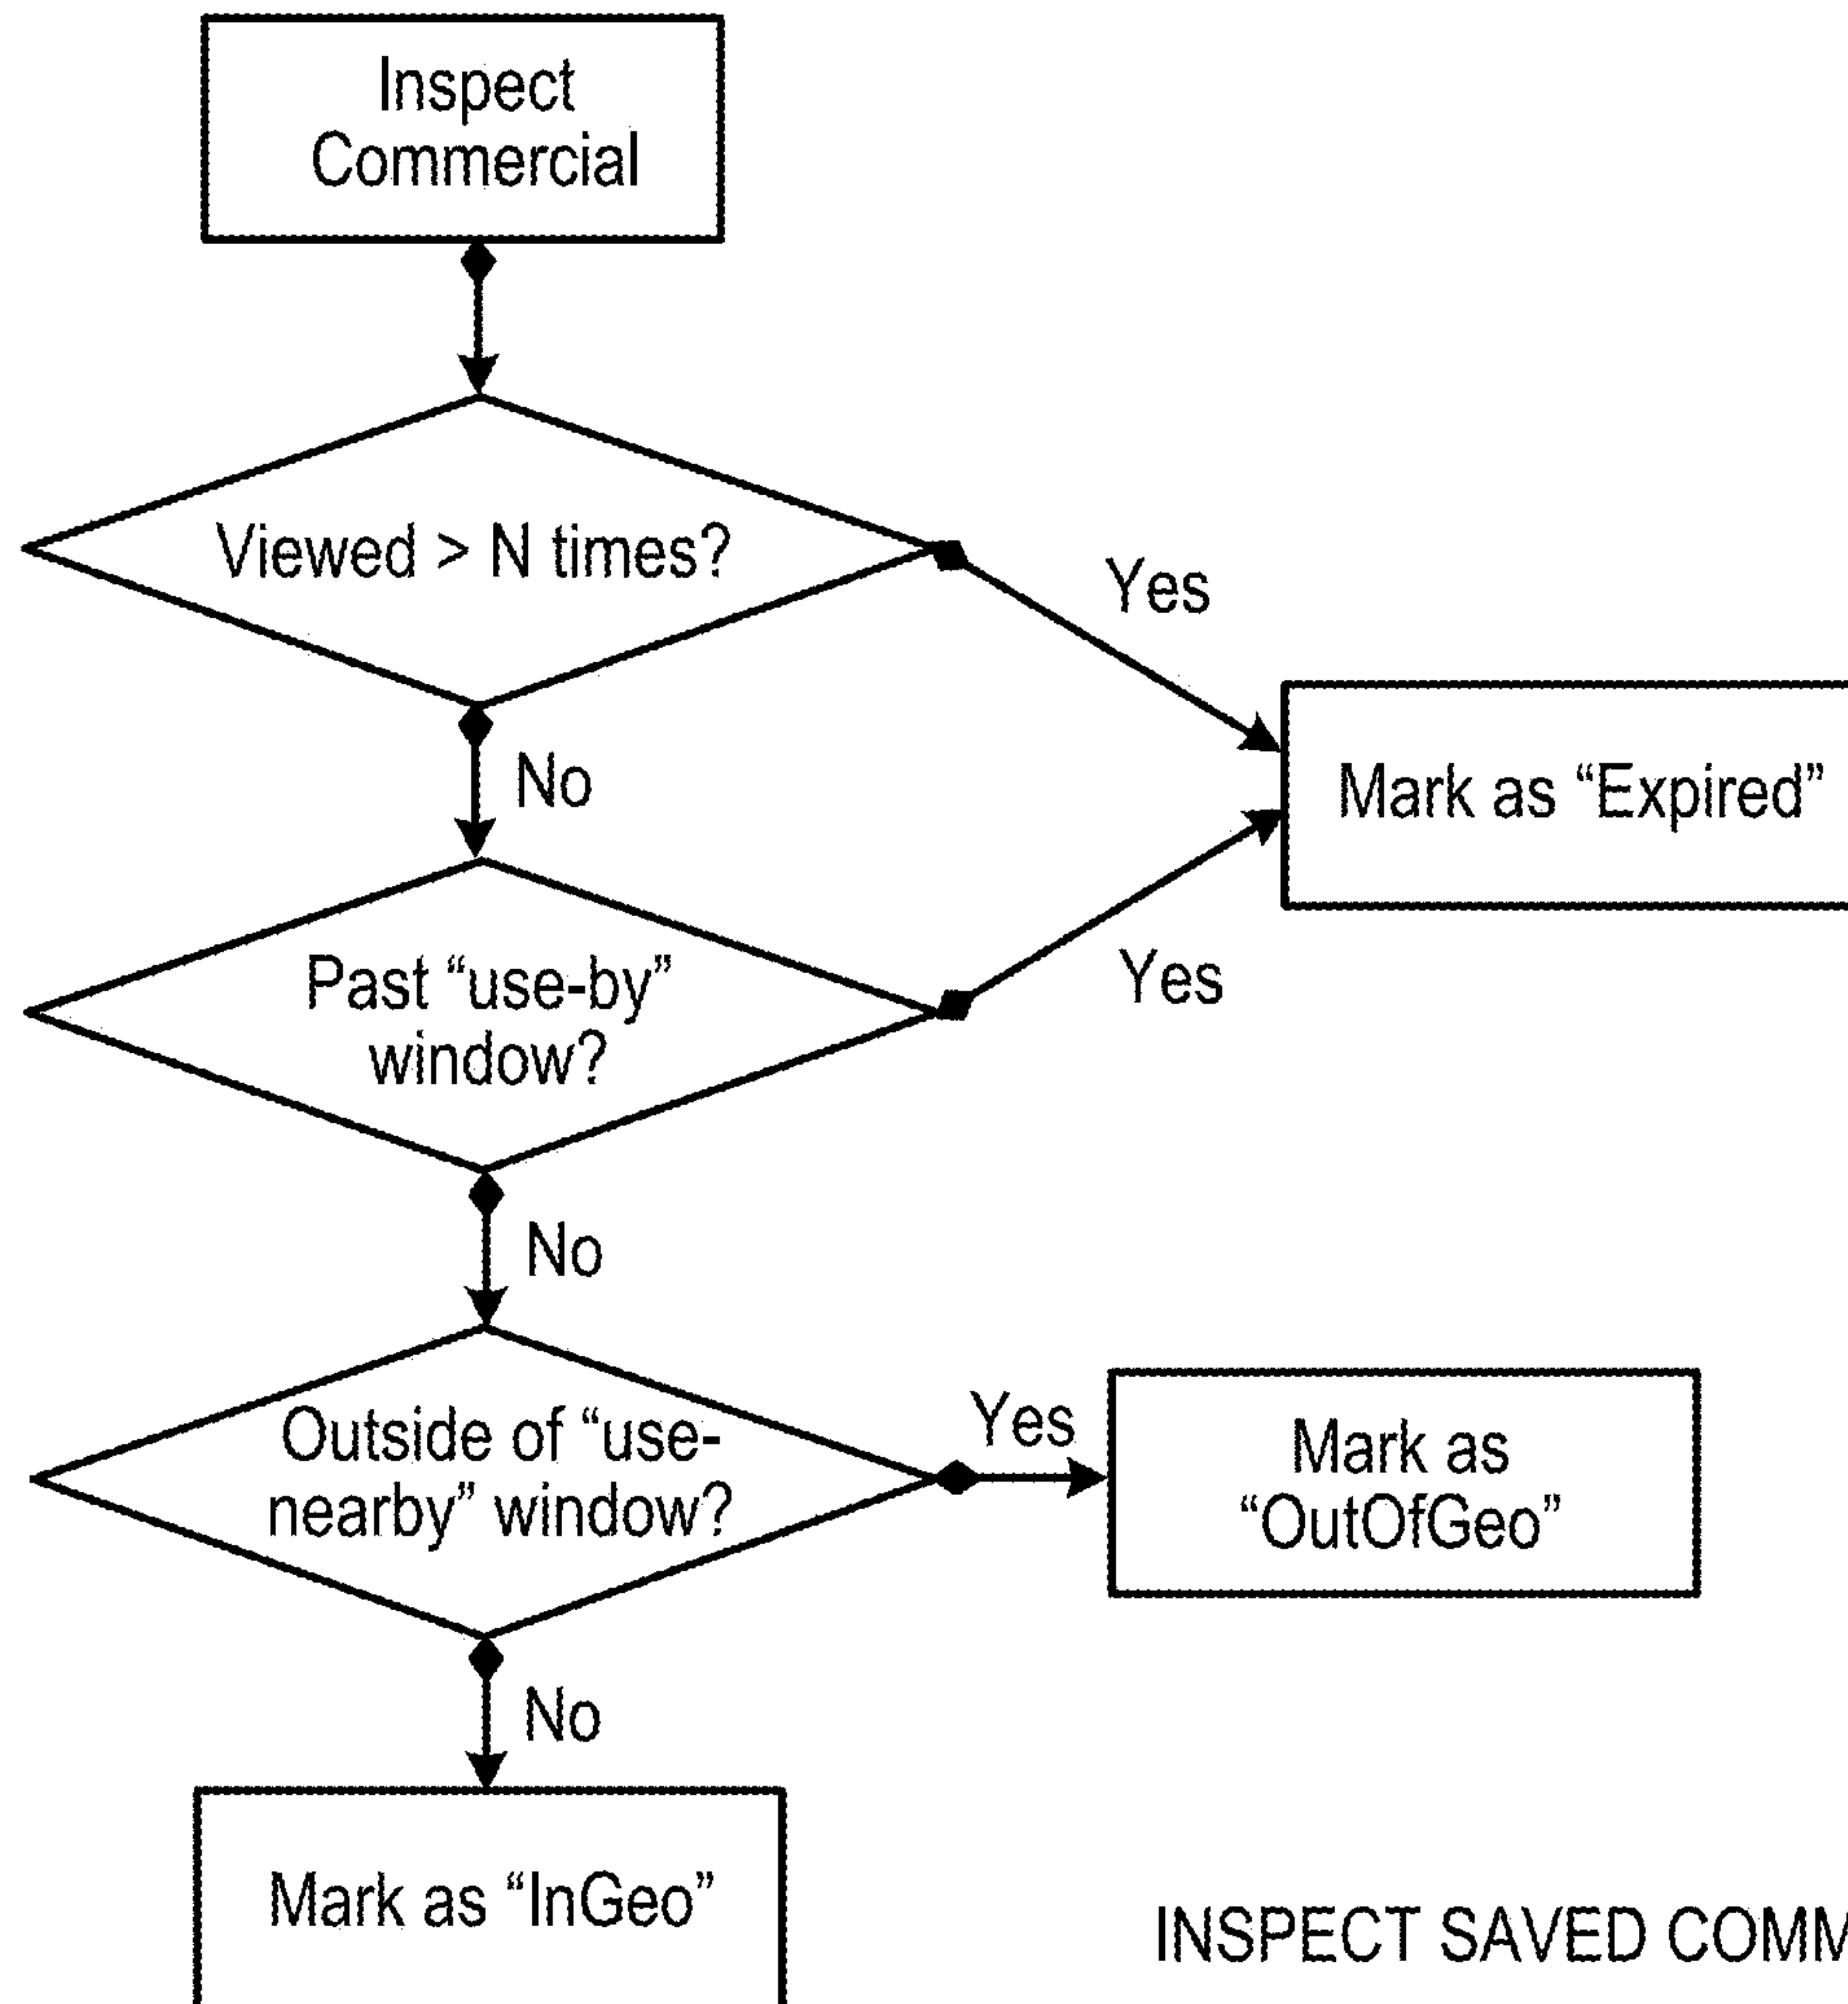 Inspect
Commercial
Viewed > N times?
Yes
No
Mark as “Expired”
Past “use-by”
window?
Yes
No
Outside of “use-
nearby” window?
Yes
Mark as
“OutOfGeo”
No
Mark as “InGeo”
INSPECT SAVED